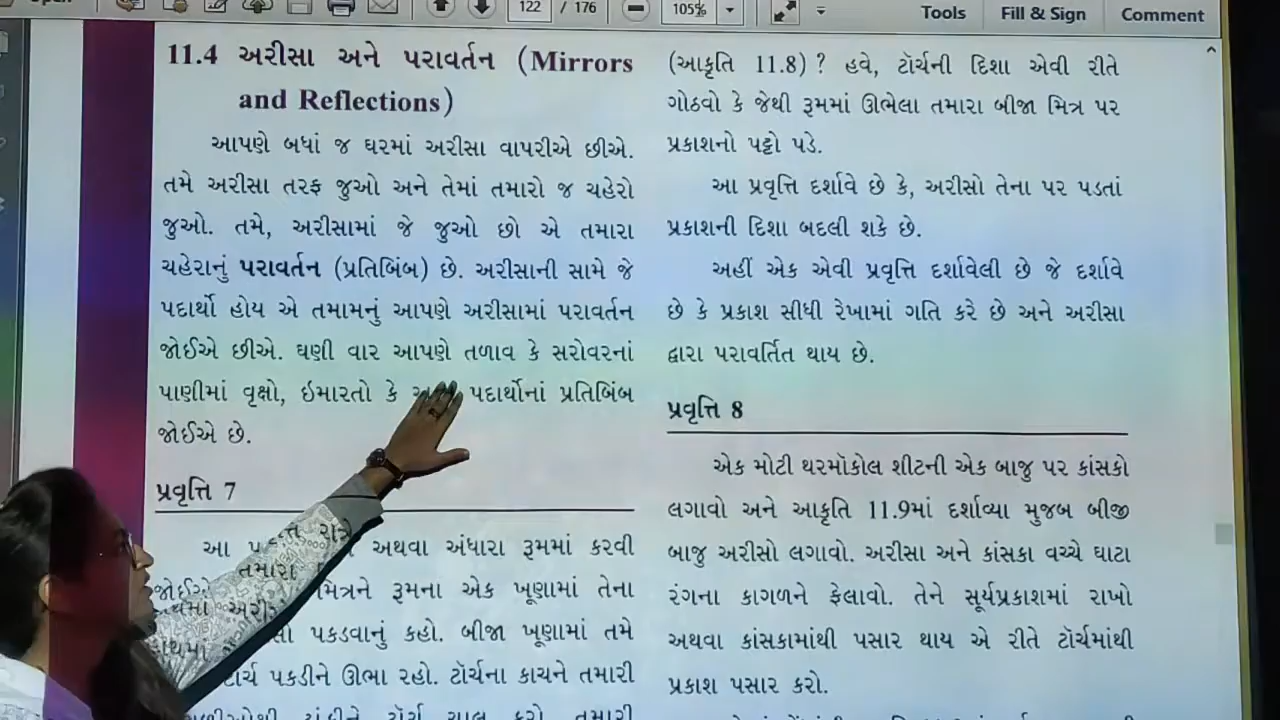 Open
122 / 176
105%
Tools Fill & Sign Comment
11.4 અરીસા અને પરાવર્તન (Mirrors
and Reflections)
આપણે બધાં જ ઘરમાં અરીસા વાપરીએ છીએ.
તમે અરીસા તરફ જુઓ અને તેમાં તમારો જ ચહેરો
જુઓ. તમે, અરીસામાં જે જુઓ છો એ તમારા
ચહેરાનું પરાવર્તન (પ્રતિબિંબ) છે. અરીસાની સામે જે
પદાર્થો હોય એ તમામનું આપણે અરીસામાં પરાવર્તન
જોઈએ છીએ. ઘણી વાર આપણે તળાવ કે સરોવરનાં
પાણીમાં વૃક્ષો, ઇમારતો કે પદાર્થોનાં પ્રતિબિંબ
જોઈએ છે.
પ્રવૃત્તિ 7
આ અથવા અંધારા રૂમમાં કરવી
જોઈએ તમારા મિત્રને રૂમના એક ખૂણામાં તેના
પકડવાનું કહો. બીજા ખૂણામાં તમે
ટૉર્ચ પકડીને ઊભા રહો. ટૉર્ચના કાચને તમારી
ટૉર્ચ ચાલુ કરો. તમારી
(આકૃતિ 11.8) ? હવે, ટૉર્ચની દિશા એવી રીતે
ગોઠવો કે જેથી રૂમમાં ઊભેલા તમારા બીજા મિત્ર પર
પ્રકાશનો પટ્ટો પડે.
આ પ્રવૃત્તિ દર્શાવે છે કે, અરીસો તેના પર પડતાં
પ્રકાશની દિશા બદલી શકે છે.
અહીં એક એવી પ્રવૃત્તિ દર્શાવેલી છે જે દર્શાવે
છે કે પ્રકાશ સીધી રેખામાં ગતિ કરે છે અને અરીસા
દ્વારા પરાવર્તિત થાય છે.
પ્રવૃત્તિ 8
એક મોટી થરમૉકોલ શીટની એક બાજુ પર કાંસકો
લગાવો અને આકૃતિ 11.9માં દર્શાવ્યા મુજબ બીજી
બાજુ અરીસો લગાવો. અરીસા અને કાંસકા વચ્ચે ઘાટા
રંગના કાગળને ફેલાવો. તેને સૂર્યપ્રકાશમાં રાખો
અથવા કાંસકામાંથી પસાર થાય એ રીતે ટૉર્ચમાંથી
પ્રકાશ પસાર કરો.